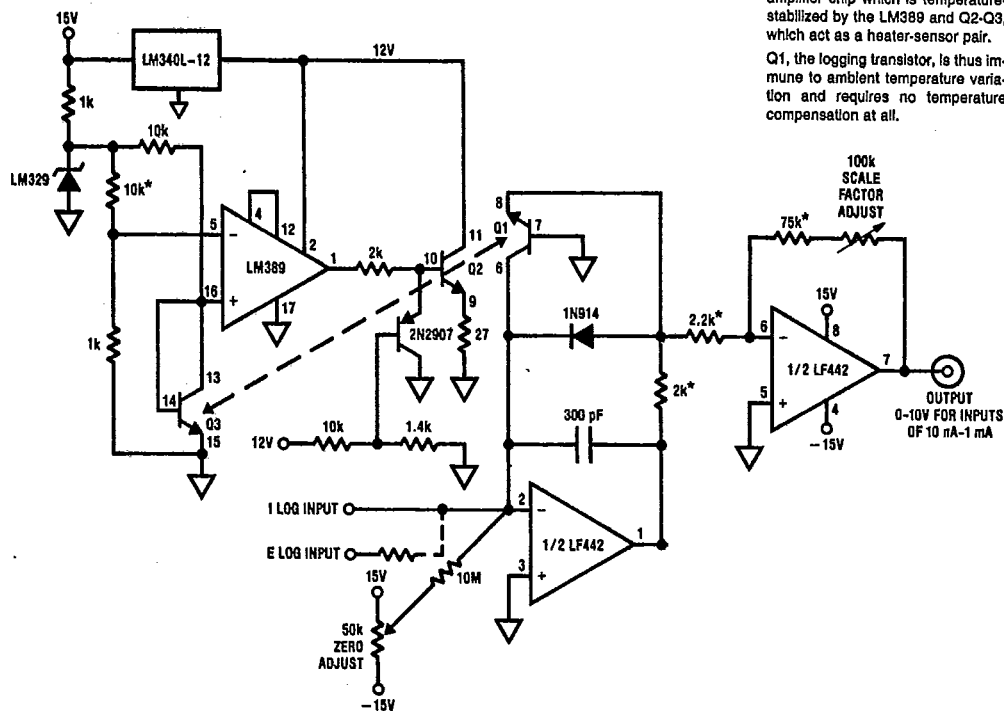 amplifier chip which is temperature-
stabilized by the LM389 and Q2-Q3,
which act as a heater-sensor pair.
Q1, the logging transistor, is thus im-
mune to ambient temperature varia-
tion and requires no temperature
compensation at all.
15V
LM340L-12
12V
1k
10k
LM329
10k*
5
−
4
12
2
LM389
1
16
+
17
2k
10
11
Q2
9
27
2N2907
8
Q1
7
6
1k
13
14
Q3
15
12V
10k
1.4k
1N914
2.2k*
2k*
300 pF
100k
SCALE
FACTOR
ADJUST
75k*
15V
6
−
8
1/2 LF442
7
5
+
4
−15V
OUTPUT
0-10V FOR INPUTS
OF 10 nA-1 mA
I LOG INPUT
E LOG INPUT
2
−
1/2 LF442
1
3
+
10M
15V
50k
ZERO
ADJUST
−15V